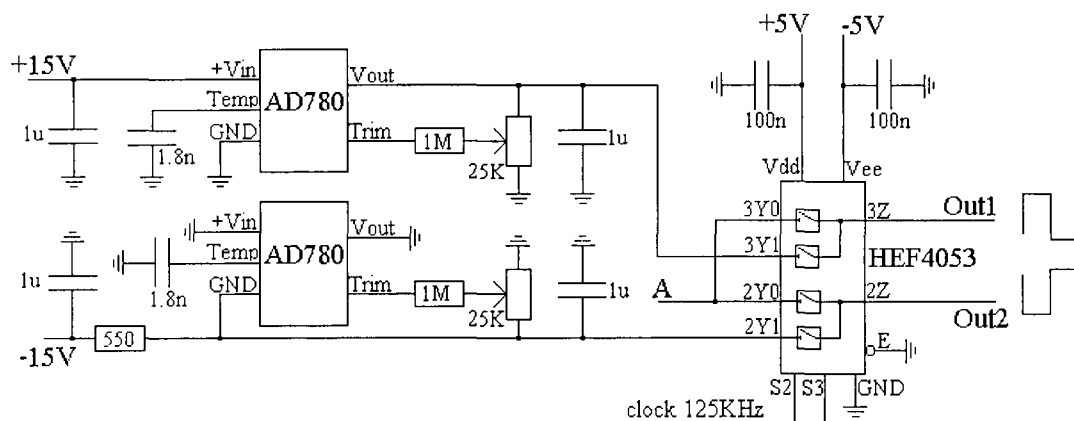 +5V -5V
+15V
+Vin
Temp
GND
AD780
Vout
Trim
1M
25K
1u
1.8n
1u
100n
100n
Vdd
Vee
+Vin
Temp
GND
AD780
Vout
Trim
1M
25K
1u
1.8n
1u
-15V
550
A
3Y0
3Y1
2Y0
2Y1
3Z
HEF4053
2Z
E
Out1
Out2
S2 S3 GND
clock 125KHz